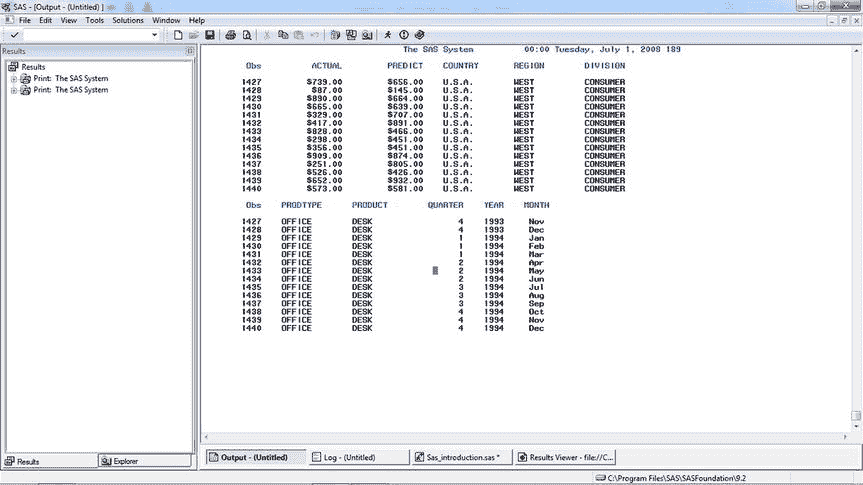 SAS - [Output - (Untitled) ]
File Edit View Tools Solutions Window Help
Results
Results
Print: The SAS System
Print: The SAS System
The SAS System 00:00 Tuesday, July 1, 2008 189
Obs ACTUAL PREDICT COUNTRY REGION DIVISION
1427 $739.00 $656.00 U.S.A. WEST CONSUMER
1428 $87.00 $145.00 U.S.A. WEST CONSUMER
1429 $890.00 $664.00 U.S.A. WEST CONSUMER
1430 $665.00 $639.00 U.S.A. WEST CONSUMER
1431 $329.00 $707.00 U.S.A. WEST CONSUMER
1432 $417.00 $891.00 U.S.A. WEST CONSUMER
1433 $828.00 $466.00 U.S.A. WEST CONSUMER
1434 $298.00 $451.00 U.S.A. WEST CONSUMER
1435 $356.00 $451.00 U.S.A. WEST CONSUMER
1436 $909.00 $874.00 U.S.A. WEST CONSUMER
1437 $251.00 $805.00 U.S.A. WEST CONSUMER
1438 $526.00 $426.00 U.S.A. WEST CONSUMER
1439 $652.00 $932.00 U.S.A. WEST CONSUMER
1440 $573.00 $581.00 U.S.A. WEST CONSUMER
Obs PRODTYPE PRODUCT QUARTER YEAR MONTH
1427 OFFICE DESK 4 1993 Nov
1428 OFFICE DESK 4 1993 Dec
1429 OFFICE DESK 1 1994 Jan
1430 OFFICE DESK 1 1994 Feb
1431 OFFICE DESK 1 1994 Mar
1432 OFFICE DESK 2 1994 Apr
1433 OFFICE DESK 2 1994 May
1434 OFFICE DESK 2 1994 Jun
1435 OFFICE DESK 3 1994 Jul
1436 OFFICE DESK 3 1994 Aug
1437 OFFICE DESK 3 1994 Sep
1438 OFFICE DESK 4 1994 Oct
1439 OFFICE DESK 4 1994 Nov
1440 OFFICE DESK 4 1994 Dec
Results Explorer
Output - (Untitled) Log - (Untitled) Sas_introduction.sas * Results Viewer - file://C...
C:\Program Files\SAS\SASFoundation\9.2